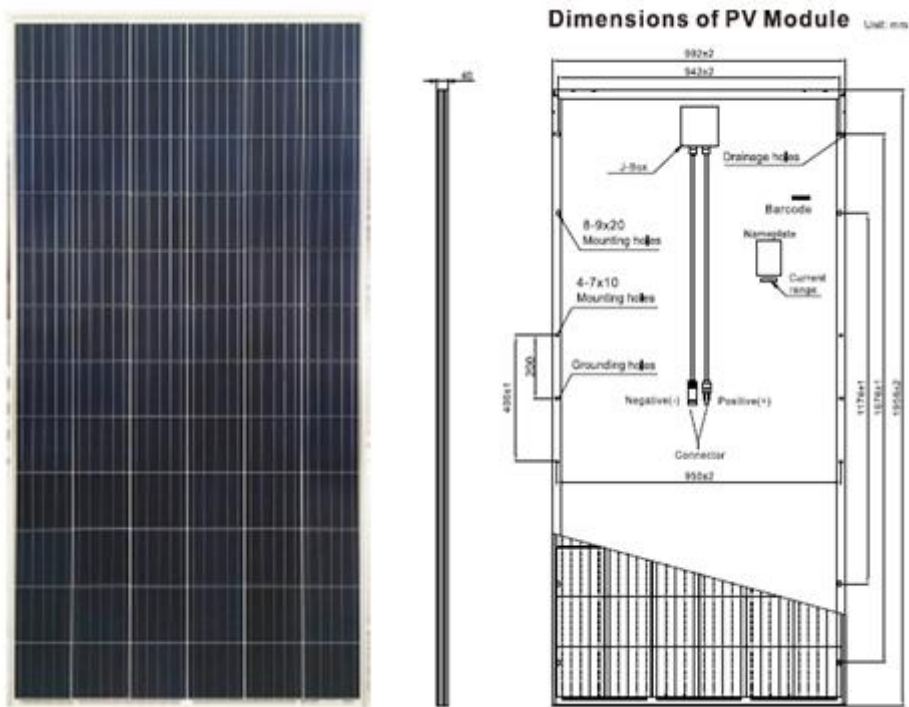 Dimensions of PV Module
Unit: mm
992±2
942±2
40
J-Box
Drainage holes
Barcode
8-9x20
Mounting holes
Nameplate
4-7x10
Mounting holes
Current
range
Grounding holes
200
400±1
Negative(-)
Positive(+)
Connector
950±2
1176±1
1676±1
1956±2